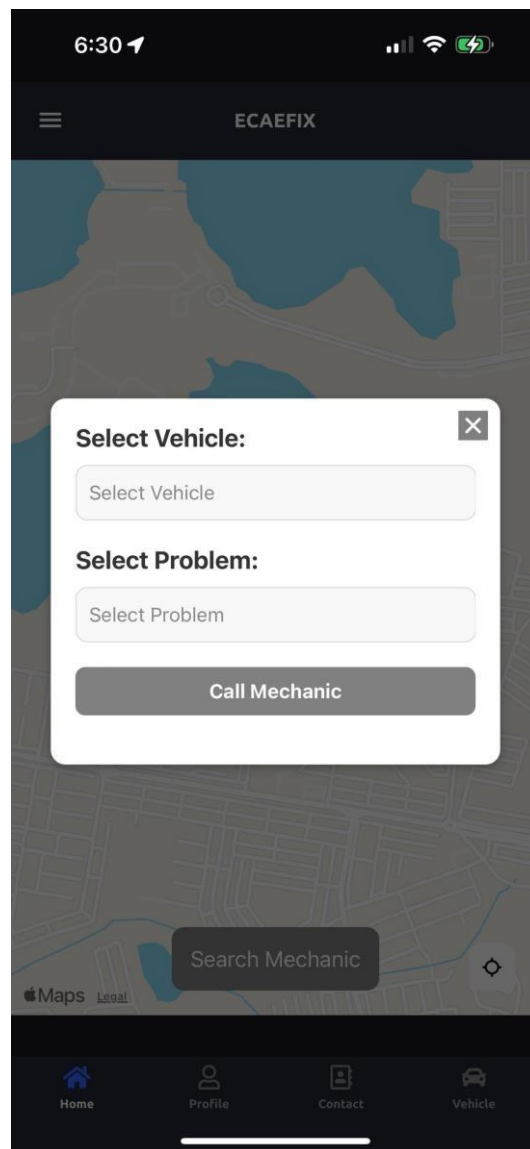 6:30
ECAEFIX
Select Vehicle:
Select Vehicle
Select Problem:
Select Problem
Call Mechanic
Search Mechanic
Maps Legal
Home Profile Contact Vehicle